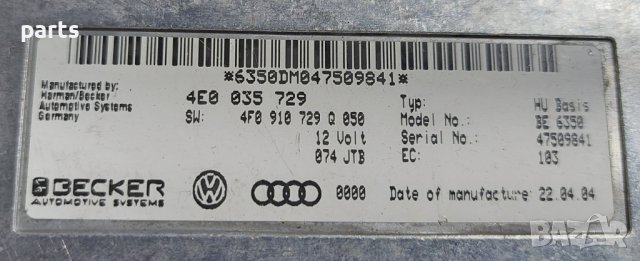 parts
*6350DM047509841*
Manufactured by:
Harman/Becker
Automotive Systems
Germany
4E0 035 729
SW: 4F0 910 729 Q 050
12 Volt
074 JTB
Typ: HU Basis
Model No.: BE 6350
Serial No.: 47509841
EC: 103
BECKER
AUTOMOTIVE SYSTEMS
0000
Date of manufacture: 22.04.04
BAZAR